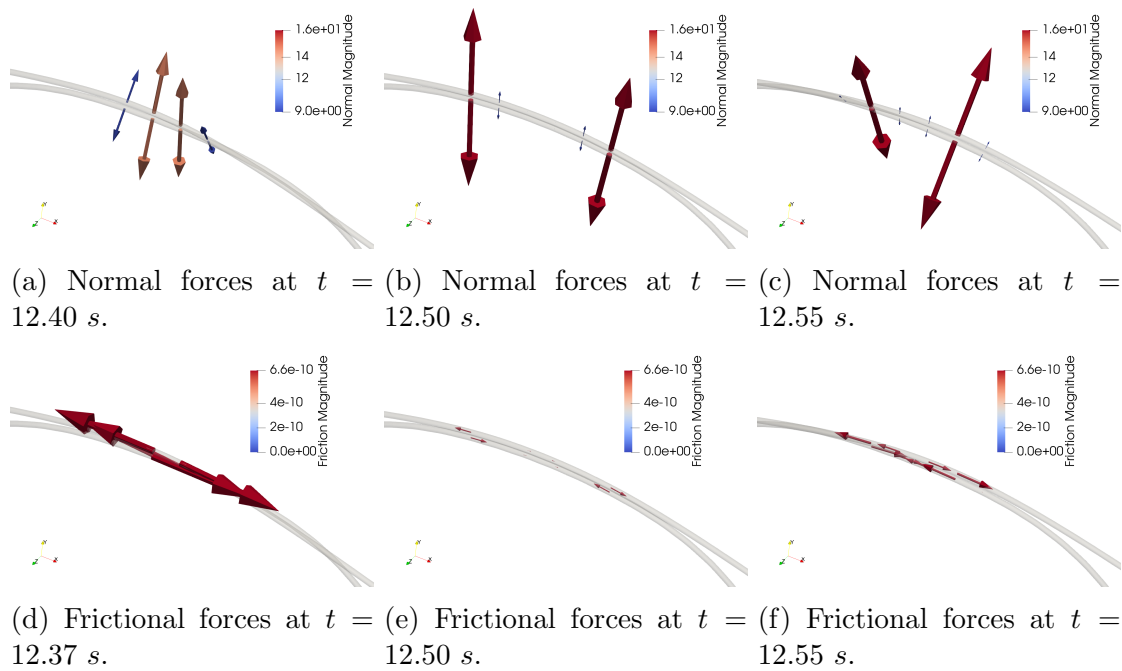 1.6e+01
14
12
9.0e+00
Normal Magnitude
Y
Z
X
1.6e+01
14
12
9.0e+00
Normal Magnitude
Y
Z
X
1.6e+01
14
12
9.0e+00
Normal Magnitude
Y
Z
X
(a) Normal forces at t =
12.40 s.
(b) Normal forces at t =
12.50 s.
(c) Normal forces at t =
12.55 s.
6.6e-10
4e-10
2e-10
0.0e+00
Friction Magnitude
Y
Z
X
6.6e-10
4e-10
2e-10
0.0e+00
Friction Magnitude
Y
Z
X
6.6e-10
4e-10
2e-10
0.0e+00
Friction Magnitude
Y
Z
X
(d) Frictional forces at t =
12.37 s.
(e) Frictional forces at t =
12.50 s.
(f) Frictional forces at t =
12.55 s.